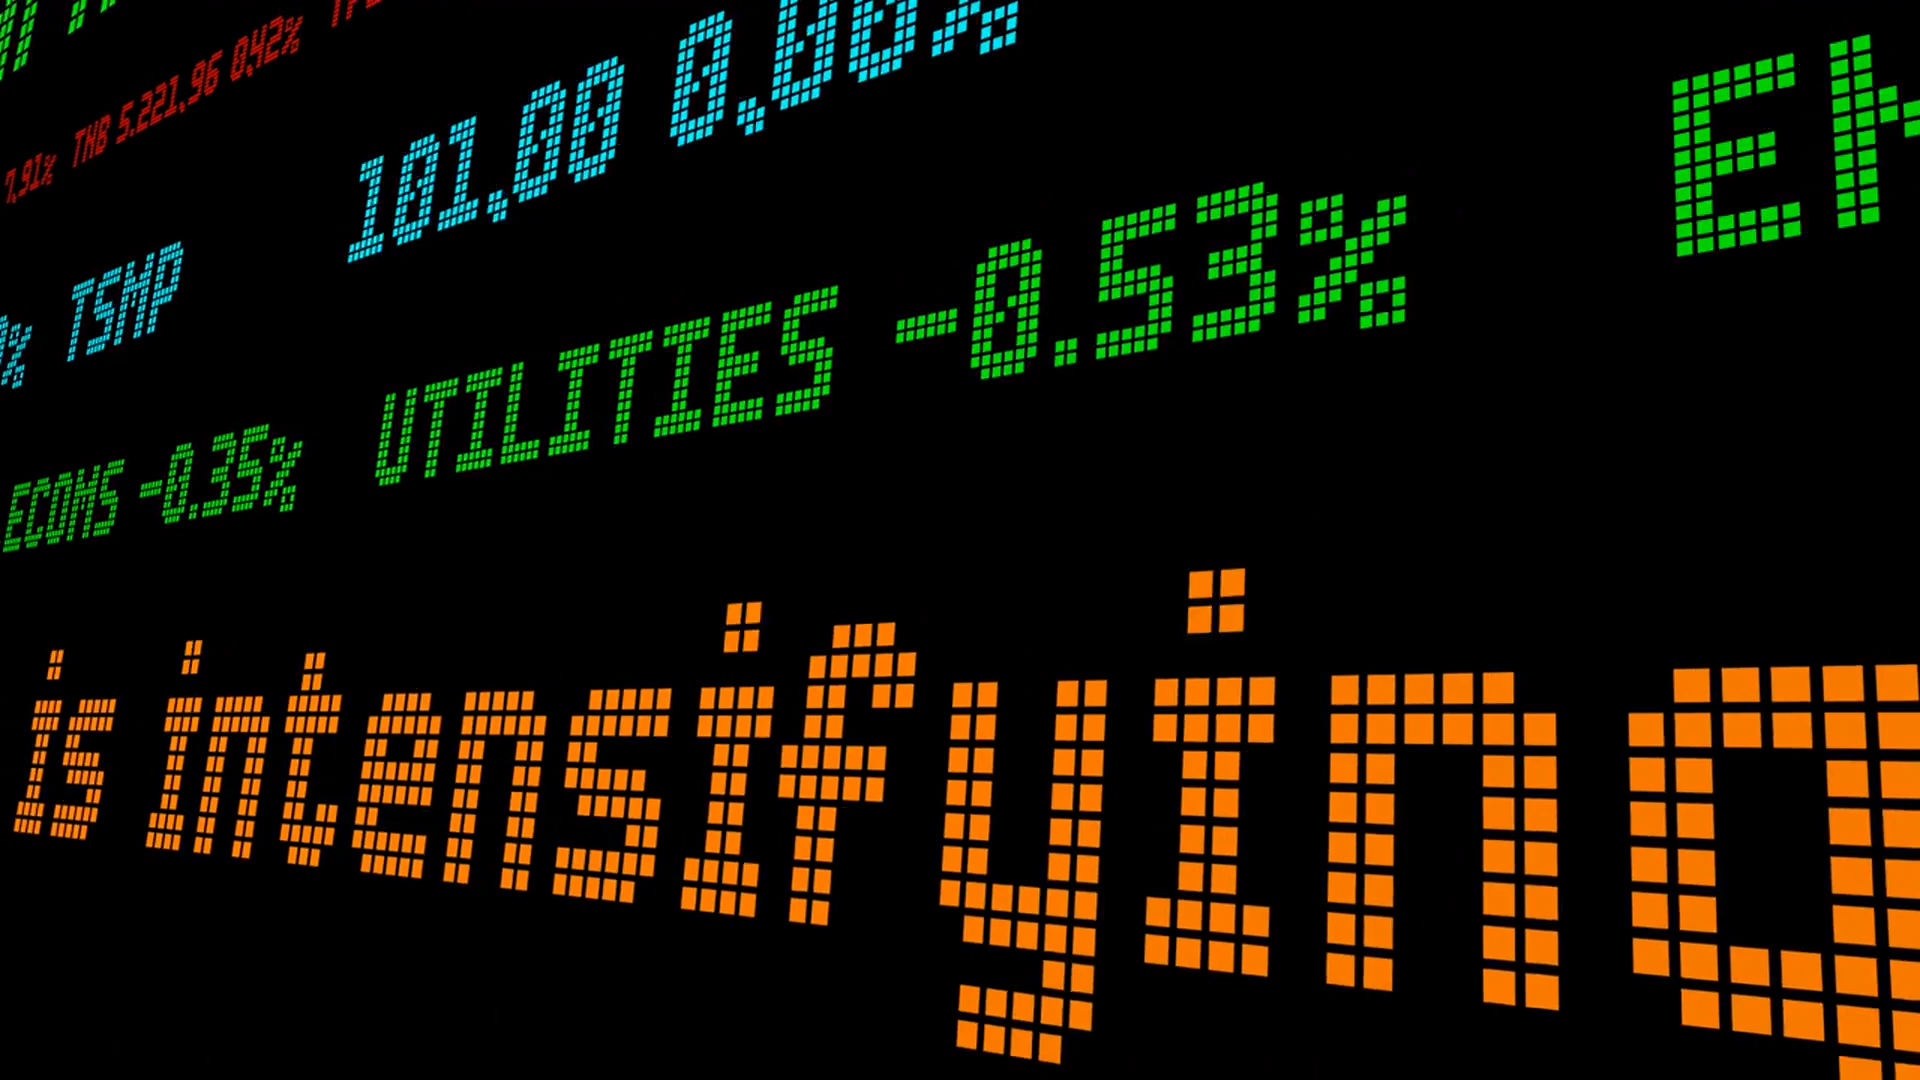 7,91% TNB 5.221,96 0,42%
TSMP 101,00 0,00%
ECOMS -0.35% UTILITIES -0.53%
is intensifying